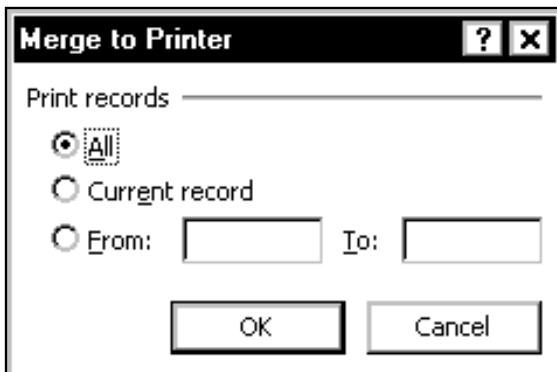 Merge to Printer ?
Print records
All
Current record
From: To:
OK Cancel